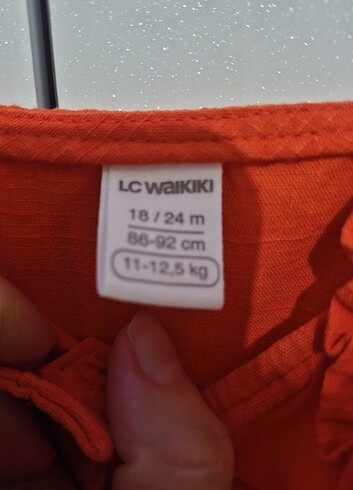 LC WAIKIKI
18 / 24 m
86-92 cm
11-12,5 kg